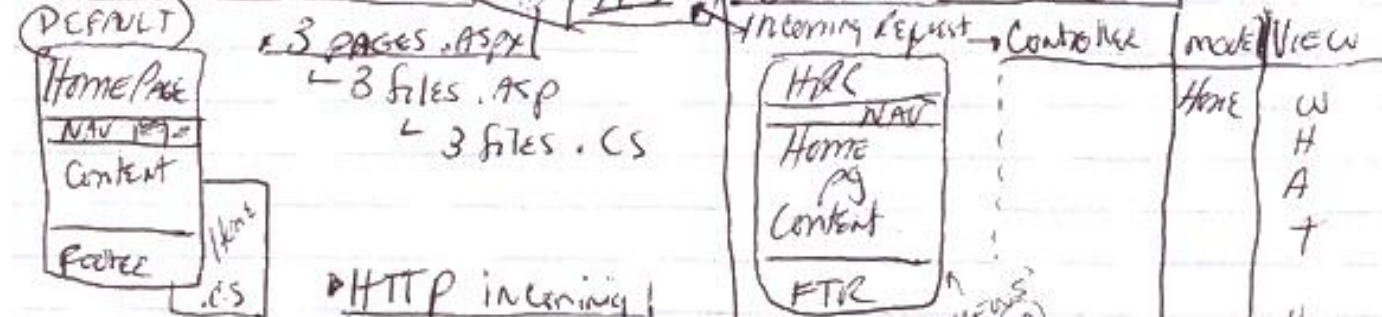 DEFAULT
HomePage
NAV
Content
Footer
Home
.CS
3 PAGES .ASPX
3 files .Asp
3 files .CS
HTTP incoming
Incoming Request → Controller
Model
View
HDR
NAV
Home
pg
Content
FTR
Home
W
H
A
T